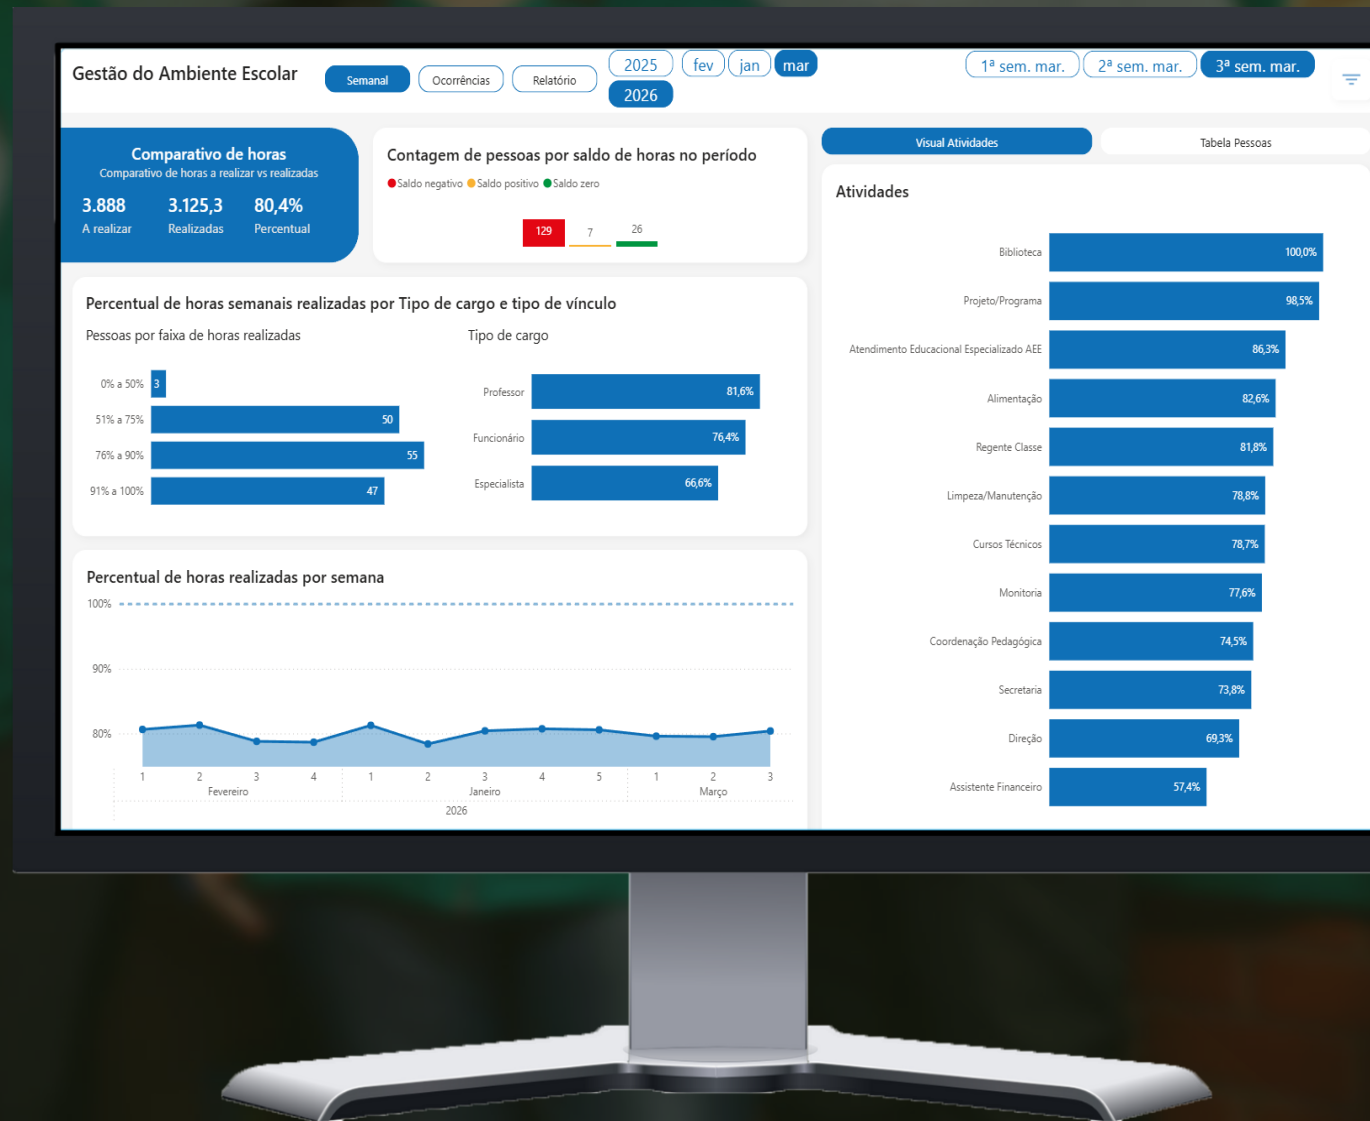 Gestão do Ambiente Escolar
Semanal
Ocorrências
Relatório
2025
2026
fev
jan
mar
1ª sem. mar.
2ª sem. mar.
3ª sem. mar.
Comparativo de horas
Comparativo de horas a realizar vs realizadas
3.888
3.125,3
80,4%
A realizar
Realizadas
Percentual
Contagem de pessoas por saldo de horas no período
Saldo negativo
Saldo positivo
Saldo zero
129
7
26
Percentual de horas semanais realizadas por Tipo de cargo e tipo de vínculo
Pessoas por faixa de horas realizadas
0% a 50% 3
51% a 75% 50
76% a 90% 55
91% a 100% 47
Tipo de cargo
Professor 81,6%
Funcionário 76,4%
Especialista 66,6%
Percentual de horas realizadas por semana
100%
90%
80%
1 2 3 4 1 2 3 4 5 1 2 3
Fevereiro Janeiro Março
2026
Visual Atividades
Tabela Pessoas
Atividades
Biblioteca 100,0%
Projeto/Programa 98,5%
Atendimento Educacional Especializado AEE 86,3%
Alimentação 82,6%
Regente Classe 81,8%
Limpeza/Manutenção 78,8%
Cursos Técnicos 78,7%
Monitoria 77,6%
Coordenação Pedagógica 74,5%
Secretaria 73,8%
Direção 69,3%
Assistente Financeiro 57,4%